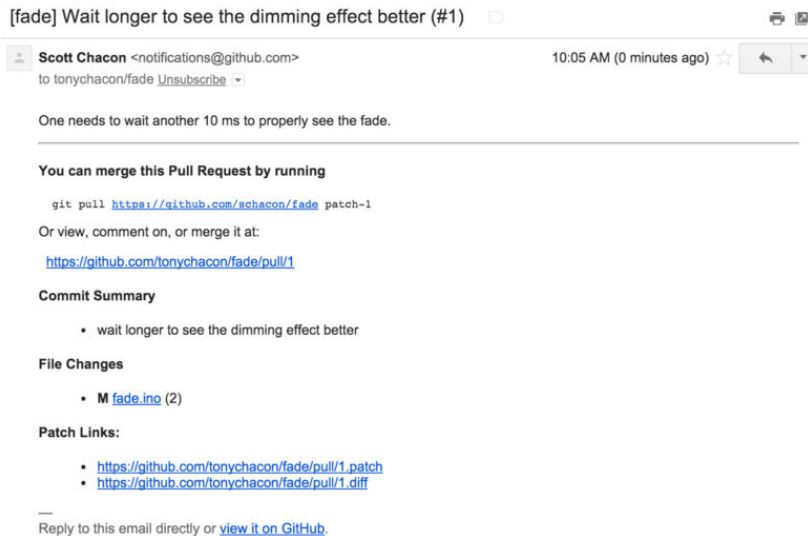 [fade] Wait longer to see the dimming effect better (#1)
Scott Chacon <notifications@github.com> 10:05 AM (0 minutes ago)
to tonychacon/fade Unsubscribe
One needs to wait another 10 ms to properly see the fade.
You can merge this Pull Request by running
git pull https://github.com/schacon/fade patch-1
Or view, comment on, or merge it at:
https://github.com/tonychacon/fade/pull/1
Commit Summary
• wait longer to see the dimming effect better
File Changes
• M fade.ino (2)
Patch Links:
• https://github.com/tonychacon/fade/pull/1.patch
• https://github.com/tonychacon/fade/pull/1.diff
—
Reply to this email directly or view it on GitHub.